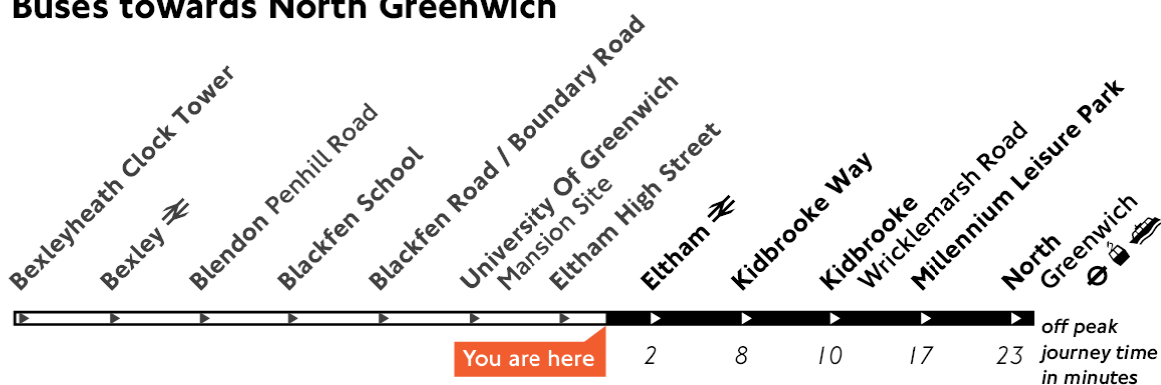 Buses towards North Greenwich
Bexleyheath Clock Tower
Bexley
Blendon Penhill Road
Blackfen School
Blackfen Road / Boundary Road
University Of Greenwich
Mansion Site
Eltham High Street
Eltham
Kidbrooke Way
Kidbrooke
Wricklemarsh Road
Millennium Leisure Park
North
Greenwich
You are here
2
8
10
17
23
off peak
journey time
in minutes